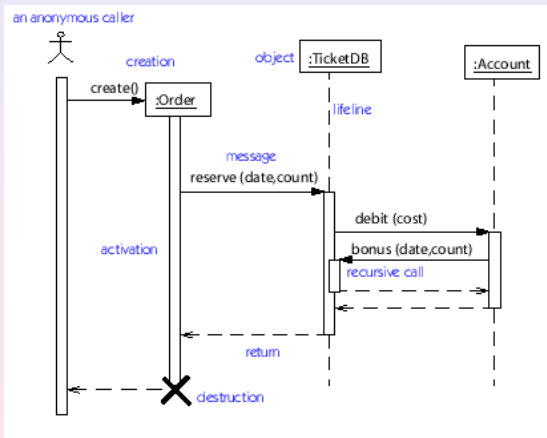 an anonymous caller
creation
object
:TicketDB
:Account
create()
:Order
lifeline
message
reserve (date,count)
debit (cost)
activation
bonus (date,count)
recursive call
return
destruction